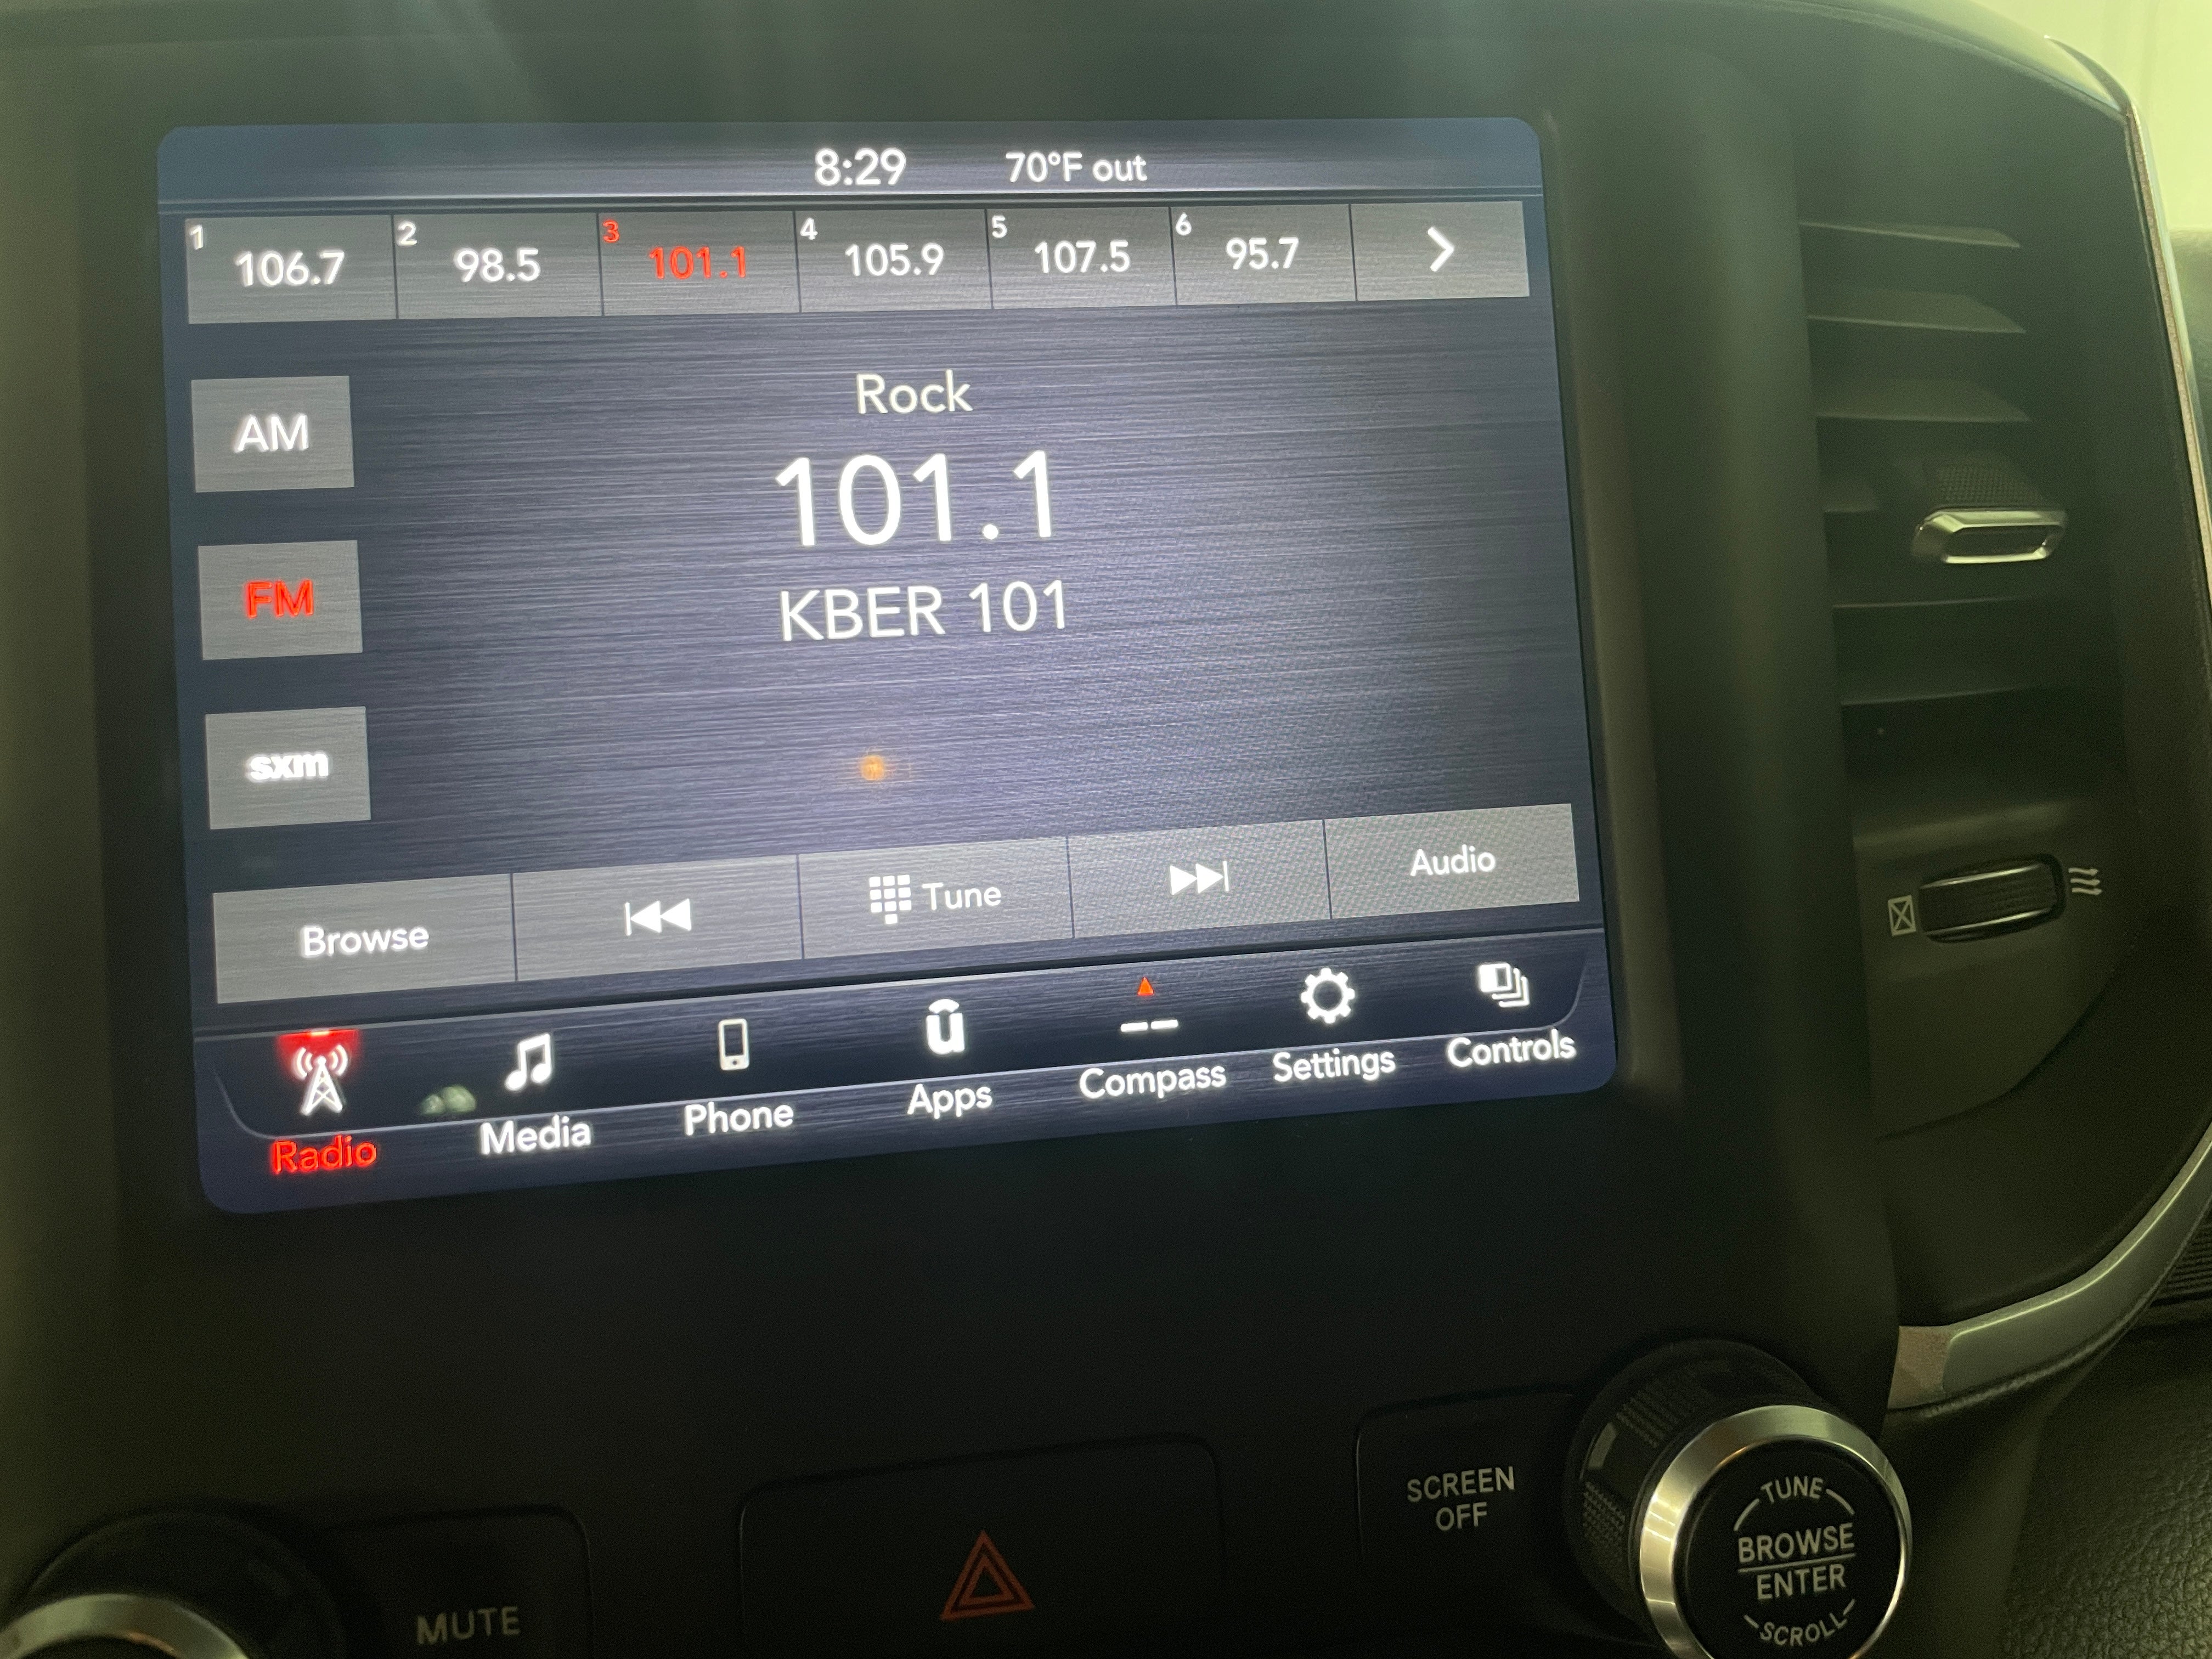 8:29 70°F out
1 106.7 2 98.5 3 101.1 4 105.9 5 107.5 6 95.7
Rock
AM
101.1
FM
KBER 101
sxm
Browse Tune Audio
Radio Media Phone Apps Compass Settings Controls
SCREEN
OFF
MUTE
TUNE
BROWSE
ENTER
SCROLL